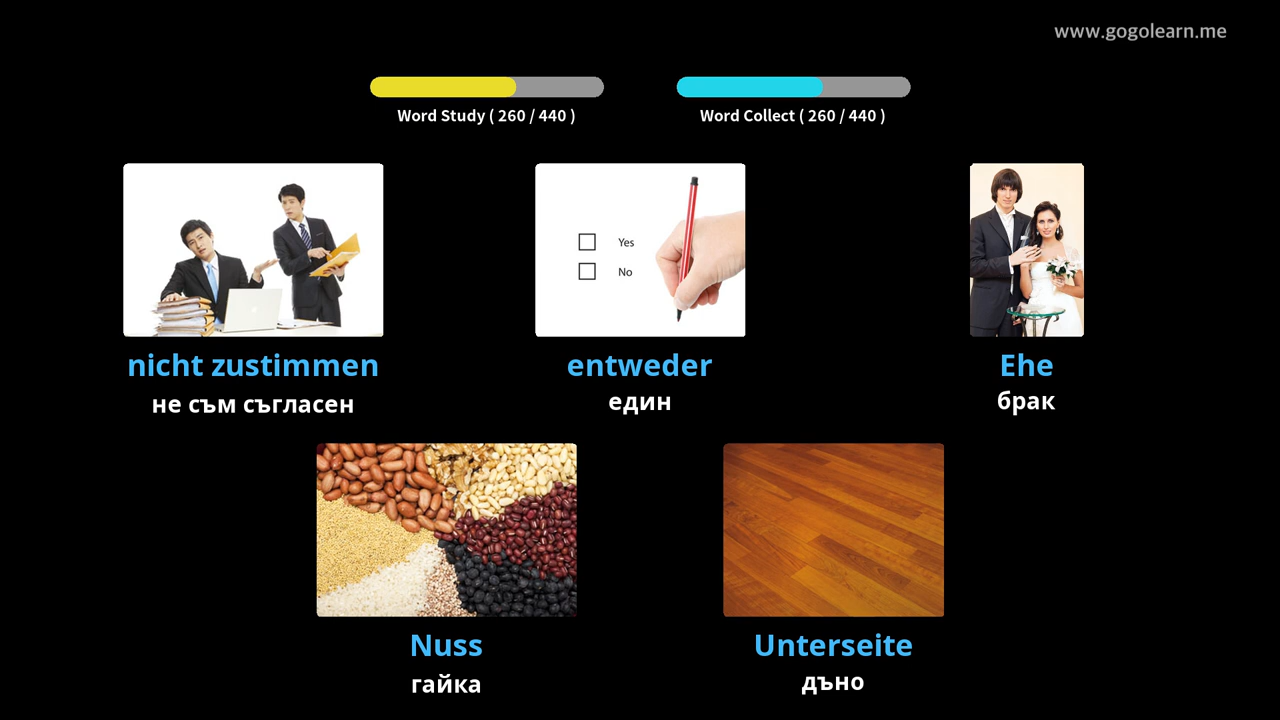 www.gogolearn.me
Word Study ( 260 / 440 )
Word Collect ( 260 / 440 )
Yes
No
nicht zustimmen
не съм съгласен
entweder
един
Ehe
брак
Nuss
гайка
Unterseite
дъно